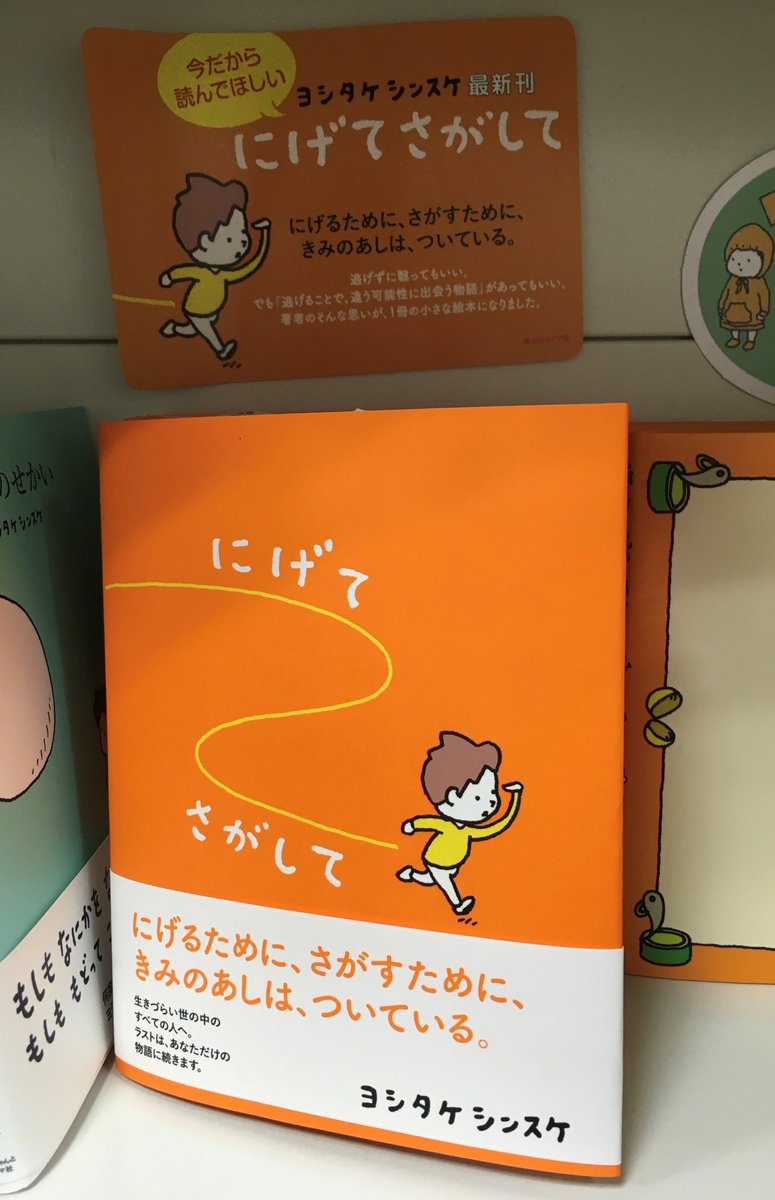 今だから
読んでほしい
ヨシタケ シンスケ 最新刊
にげて さがして
にげるために、さがすために、
きみのあしは、ついている。
逃げずに戦ってもいい。
でも「逃げることで、違う可能性に出会う物語」があってもいい。
著者のそんな思いが、1冊の小さな絵本になりました。
のせかい
タケ シンスケ
もしも なにかを
もしも もどって
にげて
さがして
にげるために、さがすために、
きみのあしは、ついている。
生きづらい世の中の
すべての人へ。
ラストは、あなただけの
物語に続きます。
ヨシタケ シンスケ